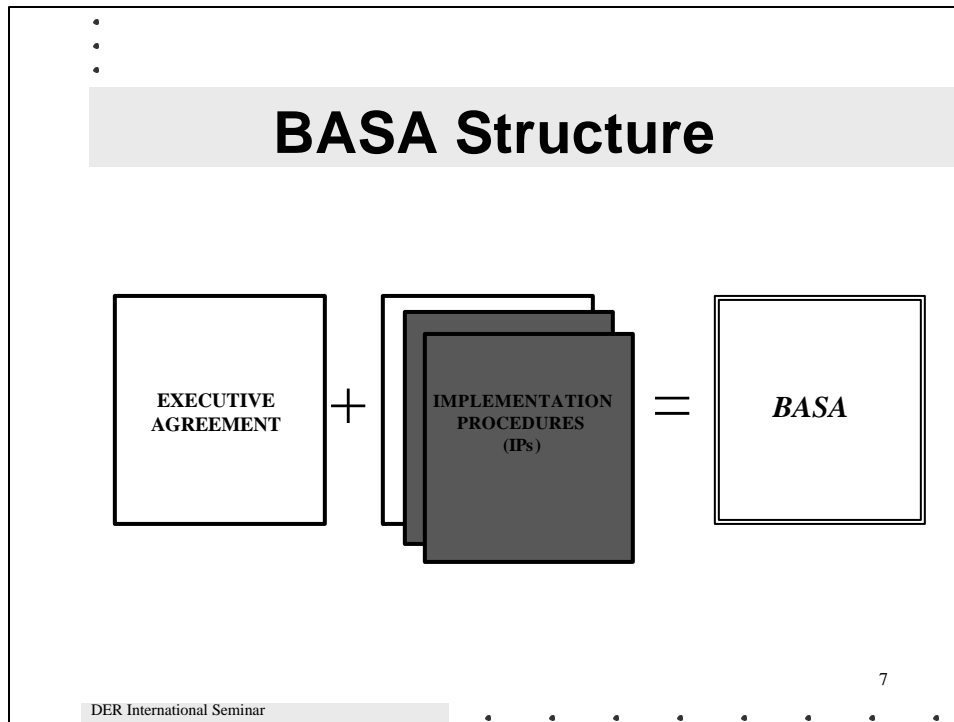 BASA Structure
EXECUTIVE
AGREEMENT
+
IMPLEMENTATION
PROCEDURES
(IPs)
=
BASA
7
DER International Seminar